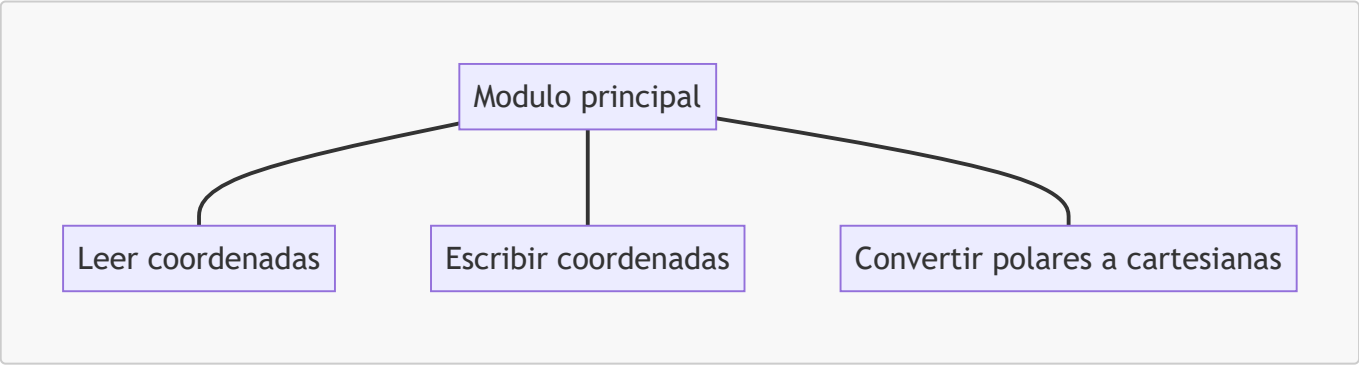 Modulo principal
Leer coordenadas
Escribir coordenadas
Convertir polares a cartesianas